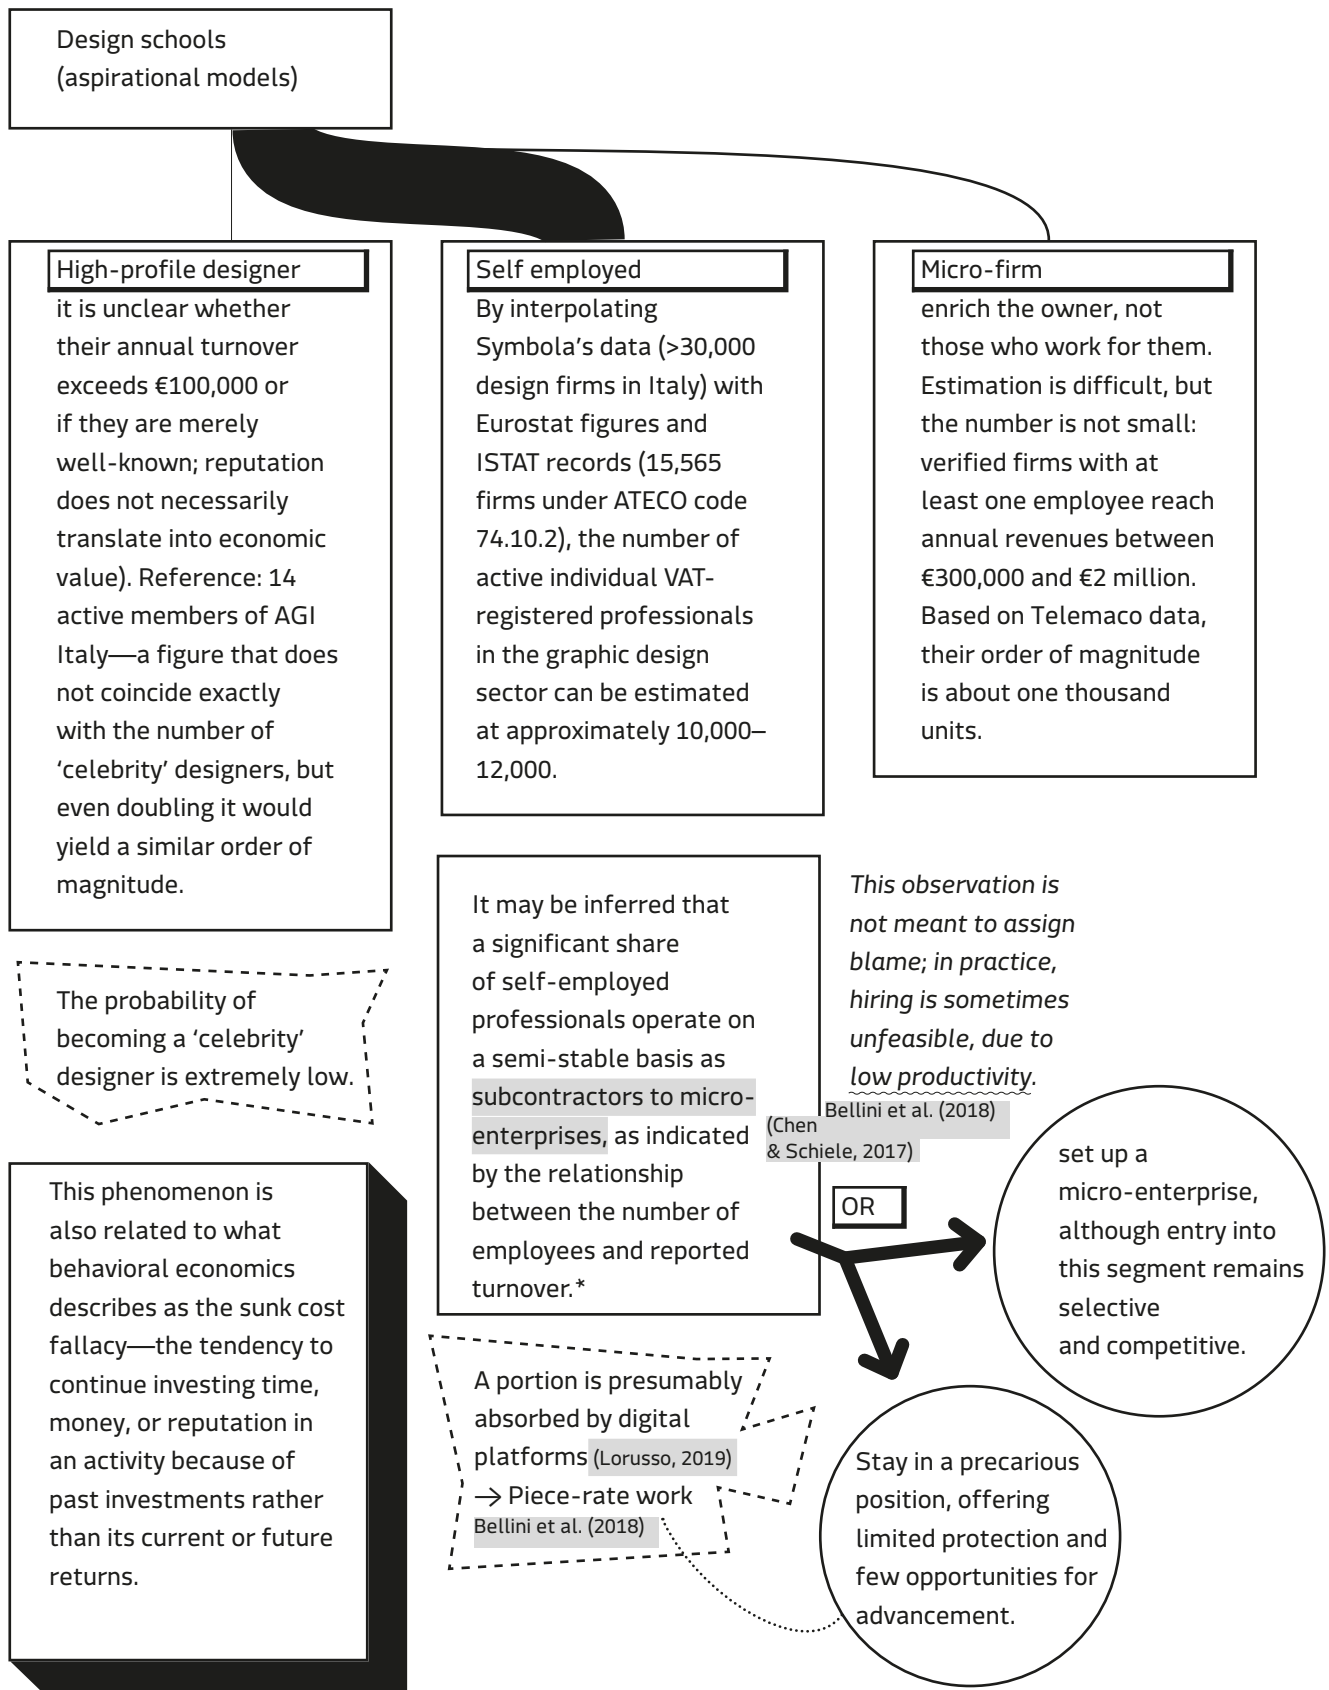 Design schools
(aspirational models)
High-profile designer
it is unclear whether
their annual turnover
exceeds €100,000 or
if they are merely
well-known; reputation
does not necessarily
translate into economic
value). Reference: 14
active members of AGI
Italy—a figure that does
not coincide exactly
with the number of
‘celebrity’ designers, but
even doubling it would
yield a similar order of
magnitude.
The probability of
becoming a ‘celebrity’
designer is extremely low.
This phenomenon is
also related to what
behavioral economics
describes as the sunk cost
fallacy—the tendency to
continue investing time,
money, or reputation in
an activity because of
past investments rather
than its current or future
returns.
Self employed
By interpolating
Symbola’s data (>30,000
design firms in Italy) with
Eurostat figures and
ISTAT records (15,565
firms under ATECO code
74.10.2), the number of
active individual VAT-
registered professionals
in the graphic design
sector can be estimated
at approximately 10,000–
12,000.
It may be inferred that
a significant share
of self-employed
professionals operate on
a semi-stable basis as
subcontractors to micro-
enterprises, as indicated
by the relationship
between the number of
employees and reported
turnover.*
A portion is presumably
absorbed by digital
platforms (Lorusso, 2019)
→ Piece-rate work
Bellini et al. (2018)
Micro-firm
enrich the owner, not
those who work for them.
Estimation is difficult, but
the number is not small:
verified firms with at
least one employee reach
annual revenues between
€300,000 and €2 million.
Based on Telemaco data,
their order of magnitude
is about one thousand
units.
This observation is
not meant to assign
blame; in practice,
hiring is sometimes
unfeasible, due to
low productivity.
Bellini et al. (2018)
(Chen
& Schiele, 2017)
OR
set up a
micro-enterprise,
although entry into
this segment remains
selective
and competitive.
Stay in a precarious
position, offering
limited protection and
few opportunities for
advancement.